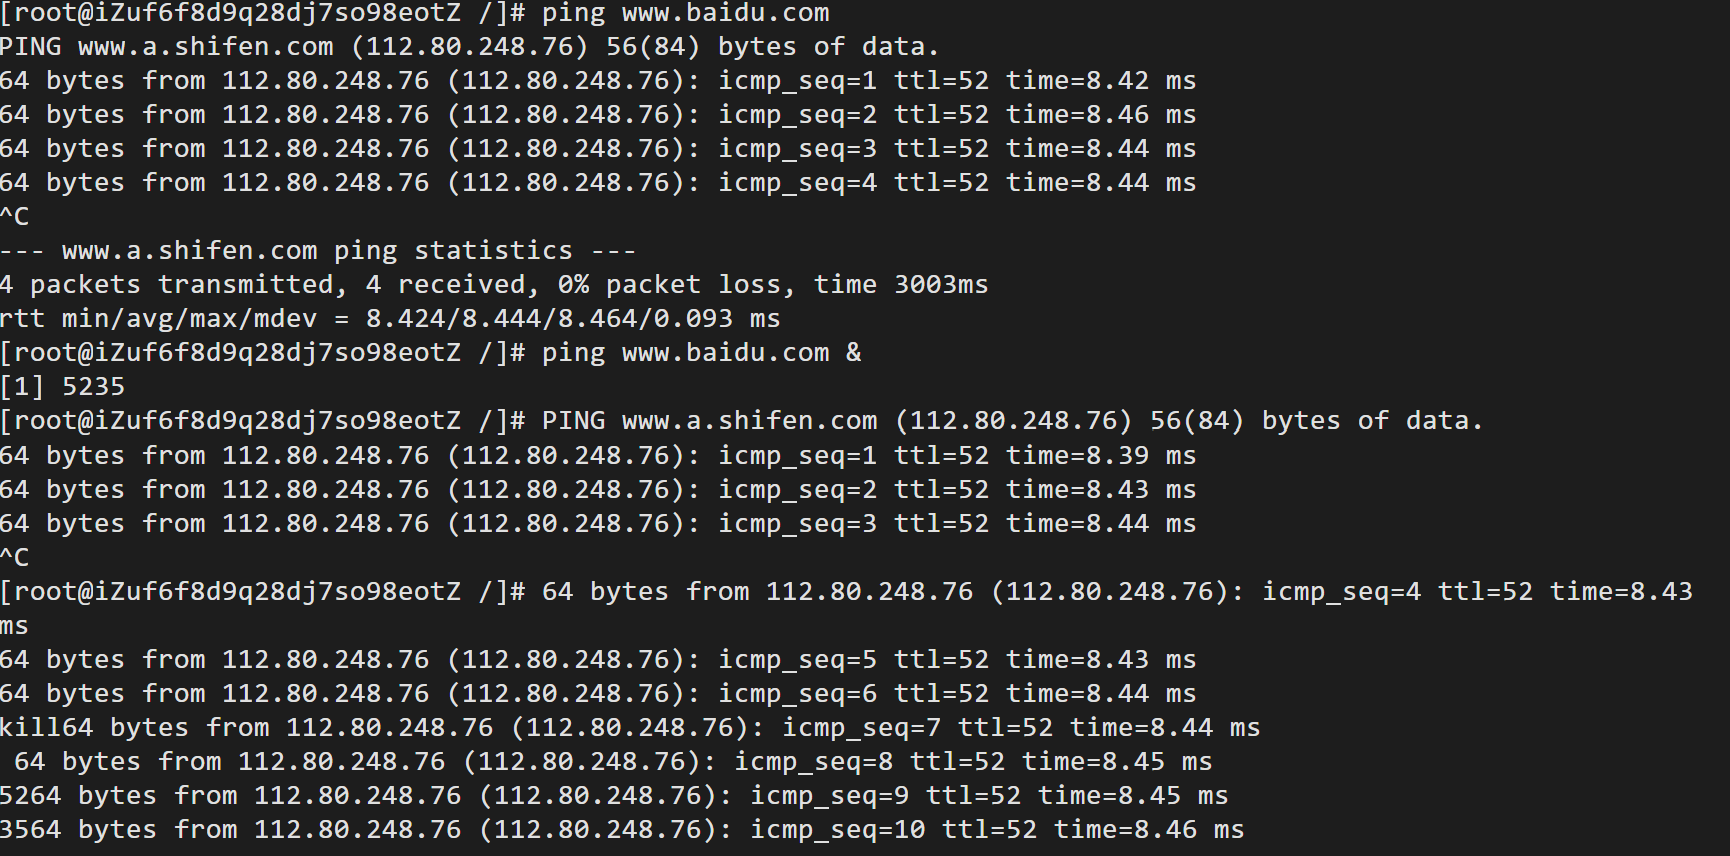 [root@iZuf6f8d9q28dj7so98eotZ /]# ping www.baidu.com
PING www.a.shifen.com (112.80.248.76) 56(84) bytes of data.
64 bytes from 112.80.248.76 (112.80.248.76): icmp_seq=1 ttl=52 time=8.42 ms
64 bytes from 112.80.248.76 (112.80.248.76): icmp_seq=2 ttl=52 time=8.46 ms
64 bytes from 112.80.248.76 (112.80.248.76): icmp_seq=3 ttl=52 time=8.44 ms
64 bytes from 112.80.248.76 (112.80.248.76): icmp_seq=4 ttl=52 time=8.44 ms
^C
--- www.a.shifen.com ping statistics ---
4 packets transmitted, 4 received, 0% packet loss, time 3003ms
rtt min/avg/max/mdev = 8.424/8.444/8.464/0.093 ms
[root@iZuf6f8d9q28dj7so98eotZ /]# ping www.baidu.com &
[1] 5235
[root@iZuf6f8d9q28dj7so98eotZ /]# PING www.a.shifen.com (112.80.248.76) 56(84) bytes of data.
64 bytes from 112.80.248.76 (112.80.248.76): icmp_seq=1 ttl=52 time=8.39 ms
64 bytes from 112.80.248.76 (112.80.248.76): icmp_seq=2 ttl=52 time=8.43 ms
64 bytes from 112.80.248.76 (112.80.248.76): icmp_seq=3 ttl=52 time=8.44 ms
^C
[root@iZuf6f8d9q28dj7so98eotZ /]# 64 bytes from 112.80.248.76 (112.80.248.76): icmp_seq=4 ttl=52 time=8.43
ms
64 bytes from 112.80.248.76 (112.80.248.76): icmp_seq=5 ttl=52 time=8.43 ms
64 bytes from 112.80.248.76 (112.80.248.76): icmp_seq=6 ttl=52 time=8.44 ms
kill64 bytes from 112.80.248.76 (112.80.248.76): icmp_seq=7 ttl=52 time=8.44 ms
 64 bytes from 112.80.248.76 (112.80.248.76): icmp_seq=8 ttl=52 time=8.45 ms
5264 bytes from 112.80.248.76 (112.80.248.76): icmp_seq=9 ttl=52 time=8.45 ms
3564 bytes from 112.80.248.76 (112.80.248.76): icmp_seq=10 ttl=52 time=8.46 ms